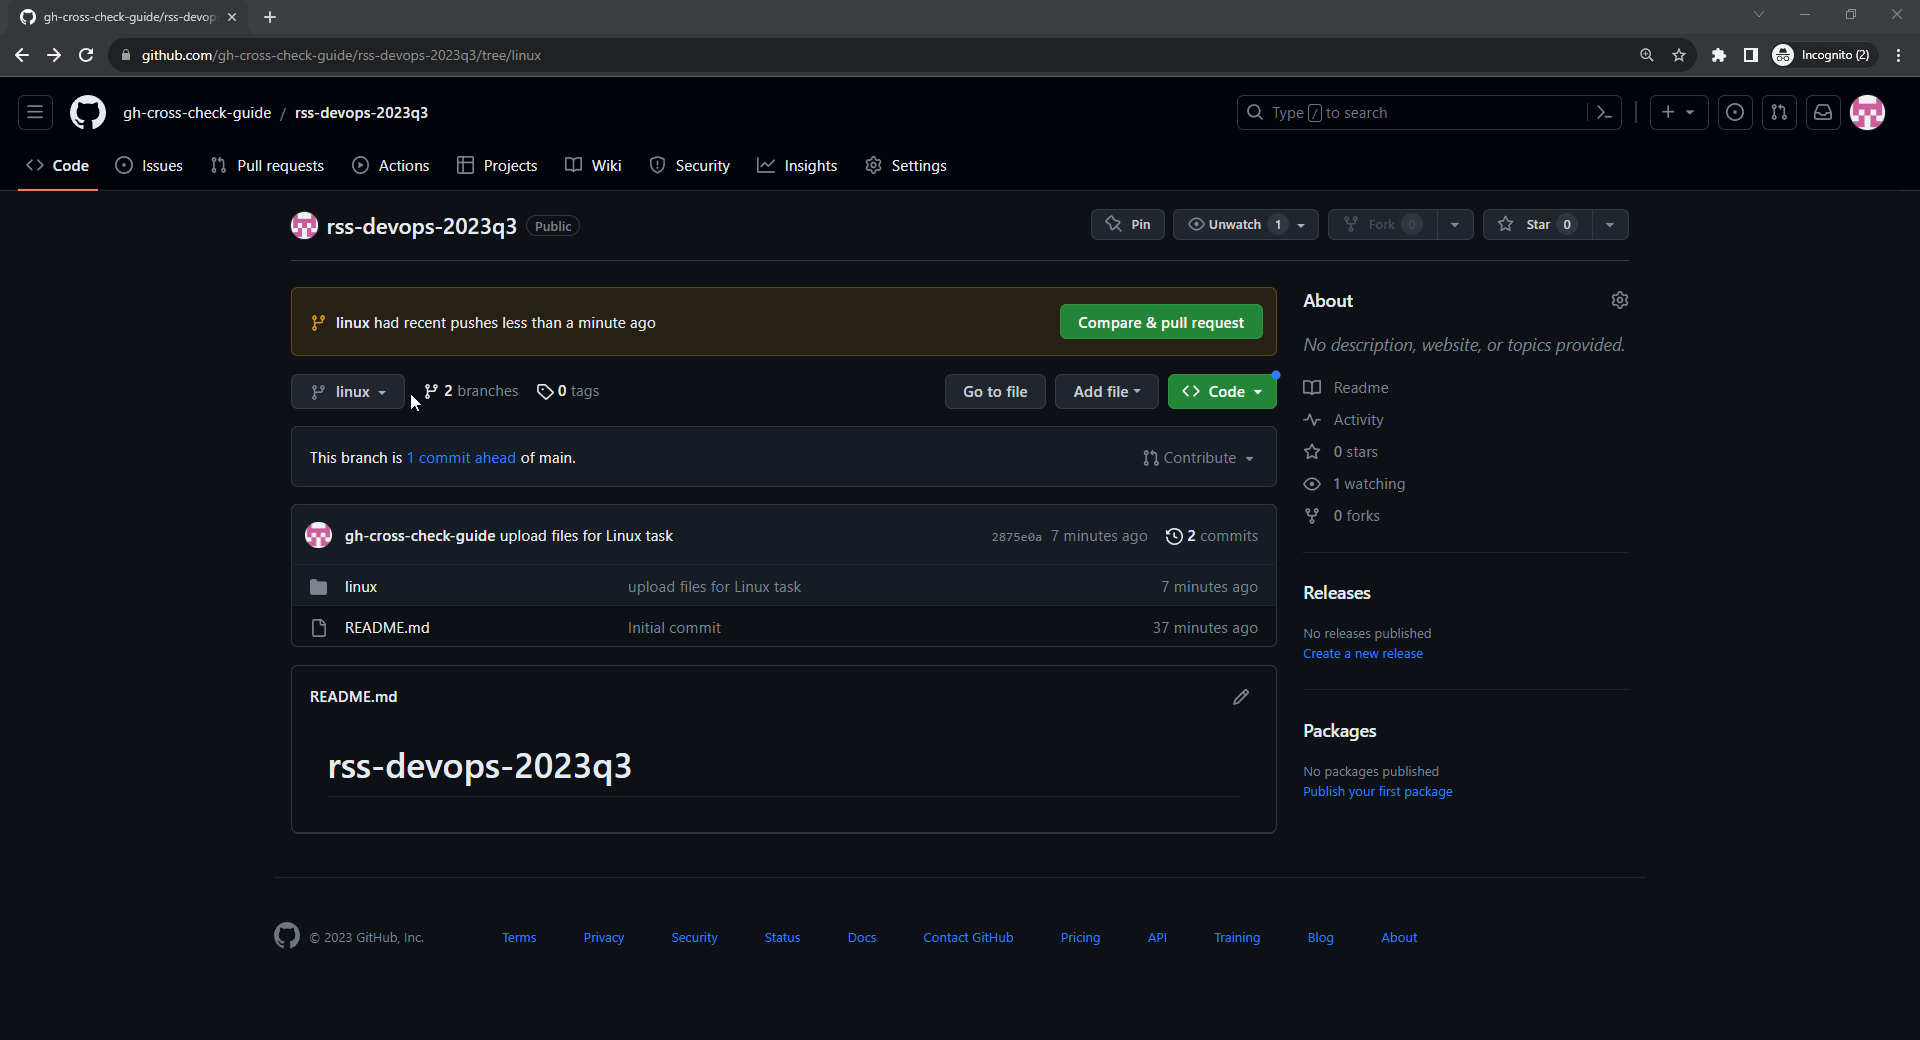 gh-cross-check-guide/rss-devop
github.com/gh-cross-check-guide/rss-devops-2023q3/tree/linux
Incognito (2)
gh-cross-check-guide / rss-devops-2023q3
Type / to search
Code Issues Pull requests Actions Projects Wiki Security Insights Settings
rss-devops-2023q3 Public
Pin Unwatch 1 Fork 0 Star 0
linux had recent pushes less than a minute ago
Compare & pull request
linux 2 branches 0 tags
Go to file Add file Code
This branch is 1 commit ahead of main.
Contribute
gh-cross-check-guide upload files for Linux task 2875e0a 7 minutes ago 2 commits
linux upload files for Linux task 7 minutes ago
README.md Initial commit 37 minutes ago
README.md
rss-devops-2023q3
About
No description, website, or topics provided.
Readme
Activity
0 stars
1 watching
0 forks
Releases
No releases published
Create a new release
Packages
No packages published
Publish your first package
© 2023 GitHub, Inc. Terms Privacy Security Status Docs Contact GitHub Pricing API Training Blog About